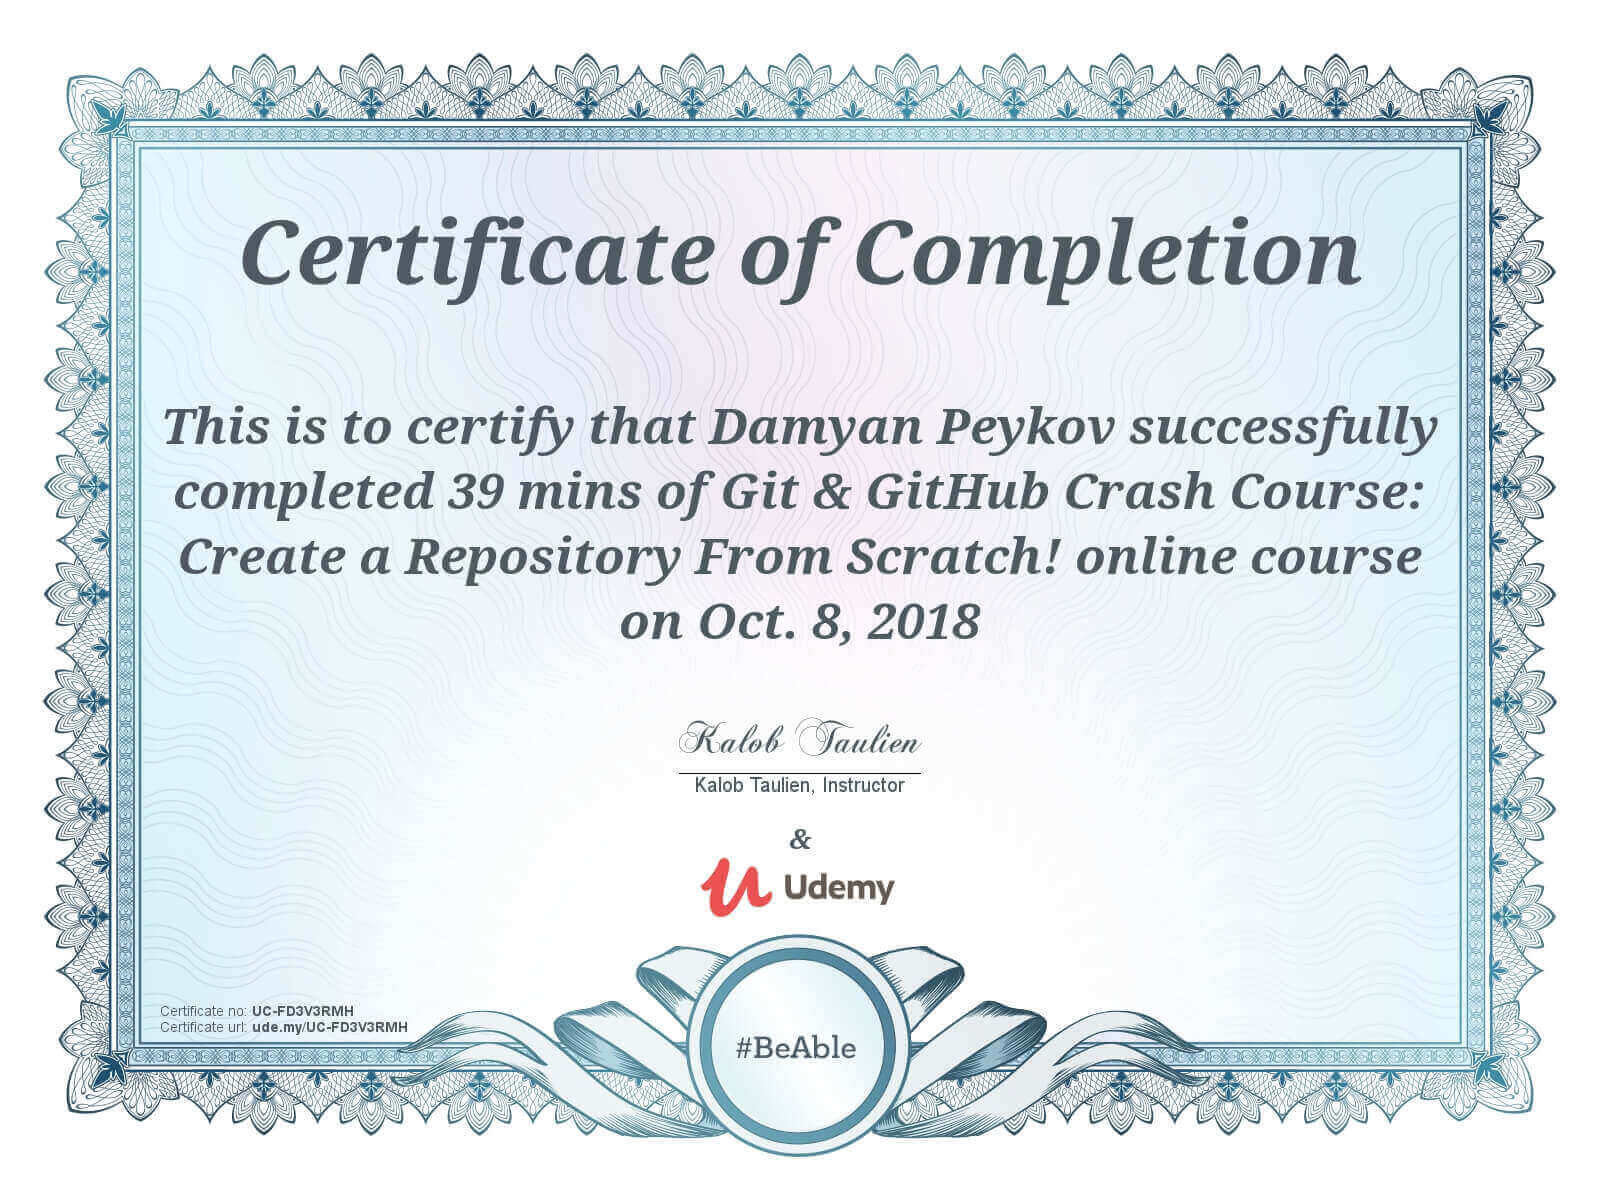 Certificate of Completion
This is to certify that Damyan Peykov successfully
completed 39 mins of Git & GitHub Crash Course:
Create a Repository From Scratch! online course
on Oct. 8, 2018
Kalob Taulien
Kalob Taulien, Instructor
&
Udemy
Certificate no: UC-FD3V3RMH
Certificate url: ude.my/UC-FD3V3RMH
#BeAble